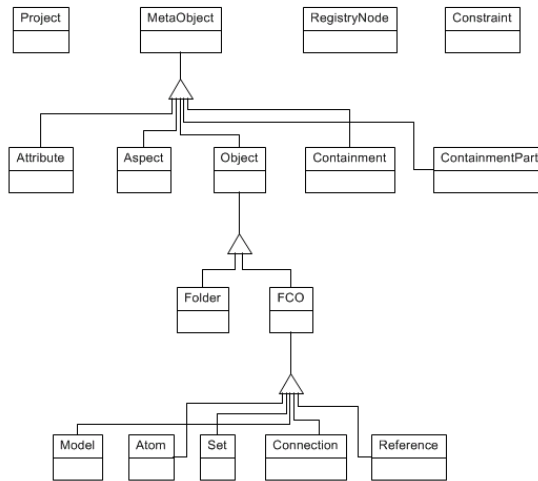 Project
MetaObject
RegistryNode
Constraint
Attribute
Aspect
Object
Containment
ContainmentPart
Folder
FCO
Model
Atom
Set
Connection
Reference